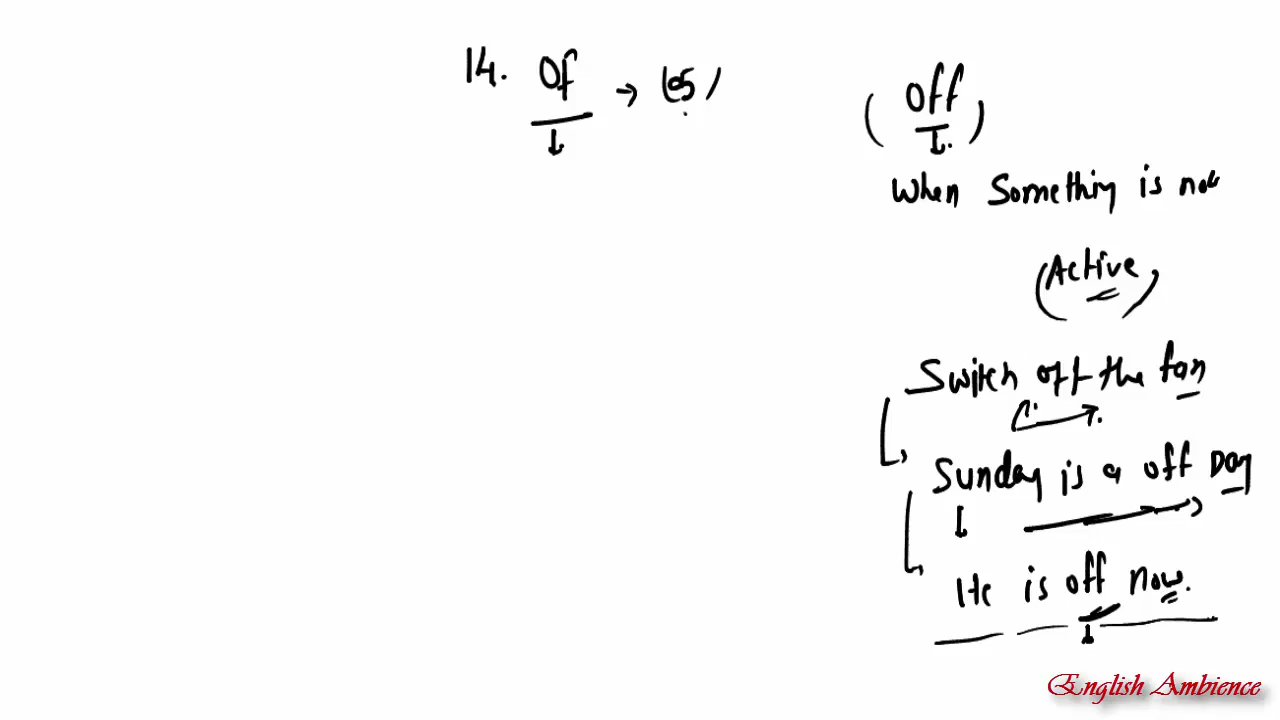 14. Of →
(Off)
When Something is not
(Active)
Switch off the fan
Sunday is a off Day
He is off now.
English Ambience